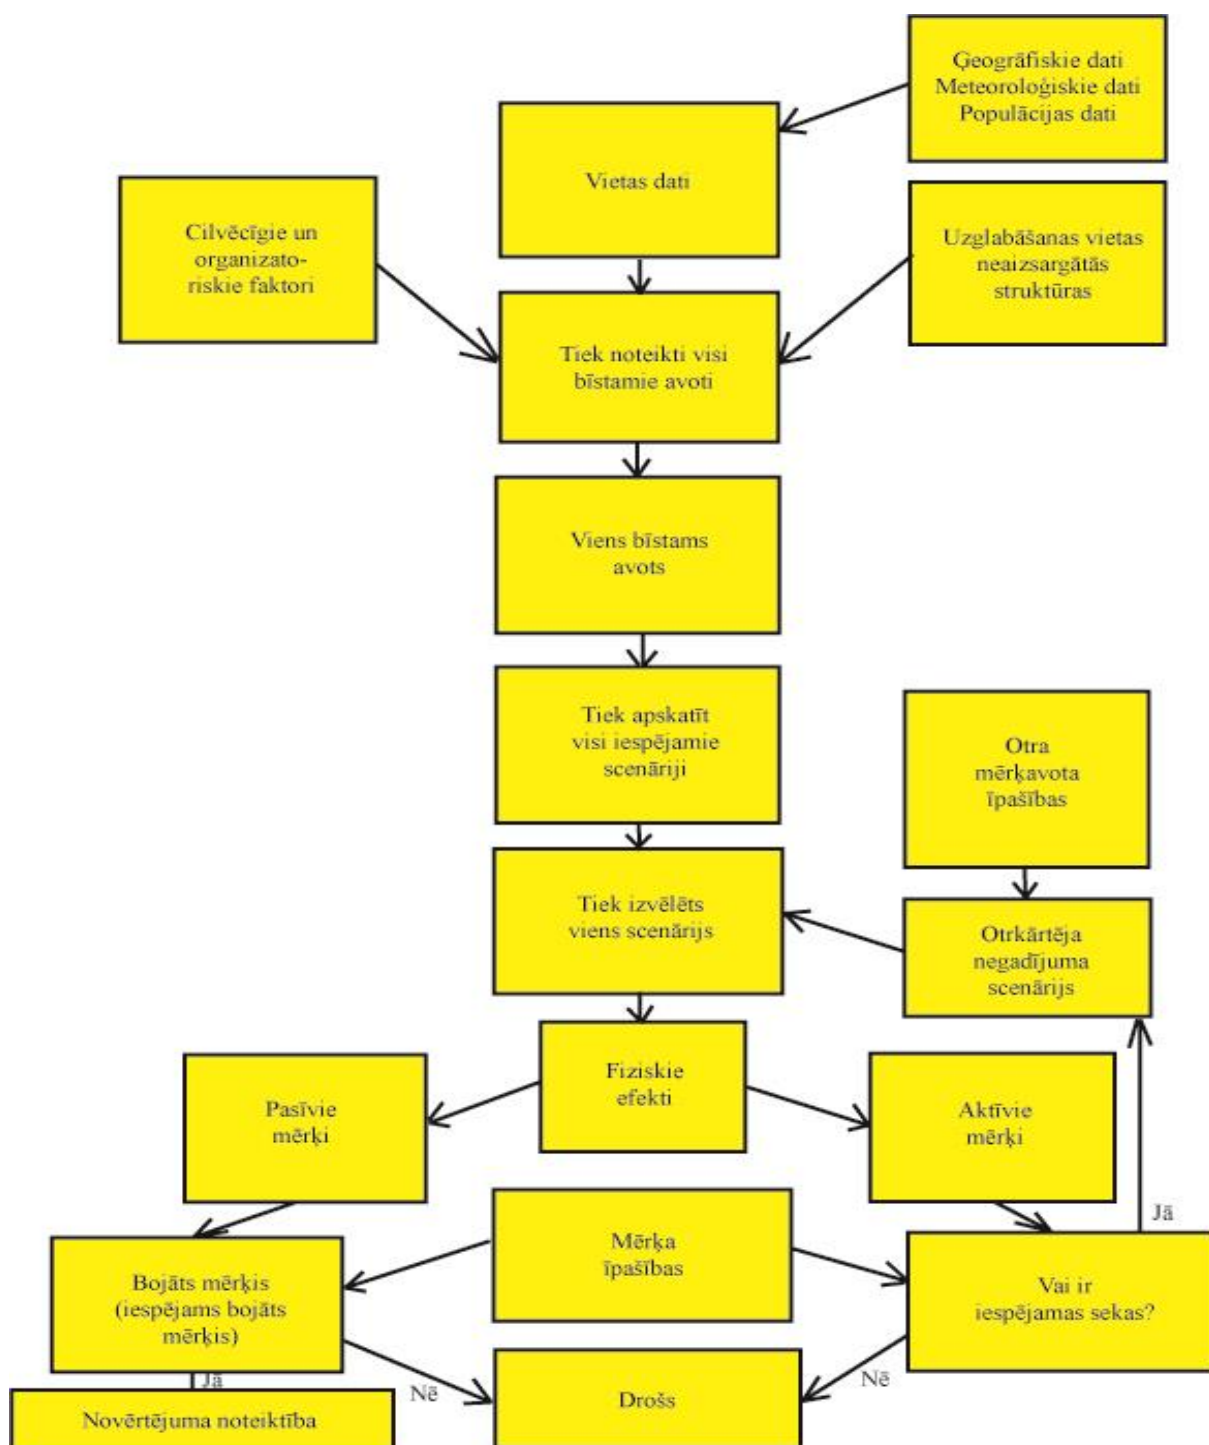 Ģeogrāfiskie dati
Meteoroloģiskie dati
Populācijas dati
Vietas dati
Cilvēcīgie un
organizato-
riskie faktori
Uzglabāšanas vietas
neaizsargātās
struktūras
Tiek noteikti visi
bīstamie avoti
Viens bīstams
avots
Tiek apskatīt
visi iespējamie
scenāriji
Otra
mērķavota
īpašības
Tiek izvēlēts
viens scenārijs
Otrkārtēja
negadījuma
scenārijs
Fiziskie
efekti
Pasīvie
mērķi
Aktīvie
mērķi
Jā
Mērķa
īpašības
Bojāts mērķis
(iespējams bojāts
mērķis)
Vai ir
iespējamas sekas?
Jā
Nē
Nē
Drošs
Novērtējuma noteiktība